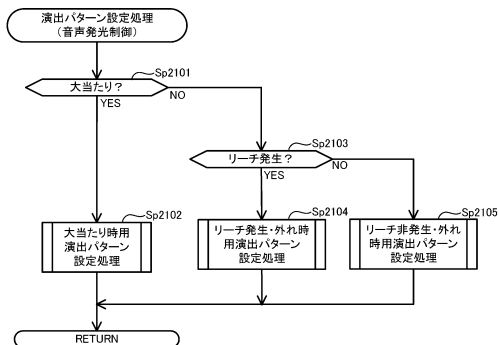 演出パターン設定処理
(音声発光制御)
Sp2101
大当たり？
NO
YES
Sp2103
リーチ発生？
NO
YES
Sp2102
大当たり時用
演出パターン
設定処理
Sp2104
リーチ発生・外れ時
用演出パターン
設定処理
Sp2105
リーチ非発生・外れ
時用演出パターン
設定処理
RETURN